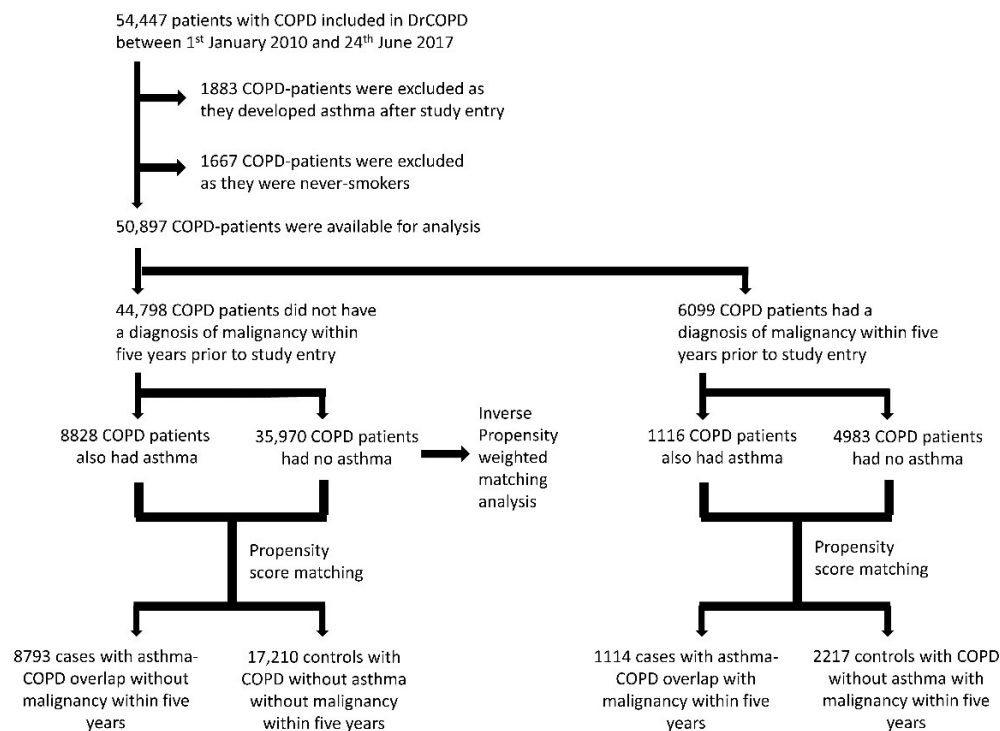 54,447 patients with COPD included in DrCOPD
between 1st January 2010 and 24th June 2017
1883 COPD-patients were excluded as
they developed asthma after study entry
1667 COPD-patients were excluded
as they were never-smokers
50,897 COPD-patients were available for analysis
44,798 COPD patients did not have
a diagnosis of malignancy within
five years prior to study entry
6099 COPD patients had a
diagnosis of malignancy within five
years prior to study entry
8828 COPD patients
also had asthma
35,970 COPD patients
had no asthma
Inverse
Propensity
weighted
matching
analysis
1116 COPD patients
also had asthma
4983 COPD patients
had no asthma
Propensity
score matching
Propensity
score matching
8793 cases with asthma-
COPD overlap without
malignancy within five
years
17,210 controls with
COPD without asthma
without malignancy
within five years
1114 cases with asthma-
COPD overlap with
malignancy within five
years
2217 controls with COPD
without asthma with
malignancy within five
years